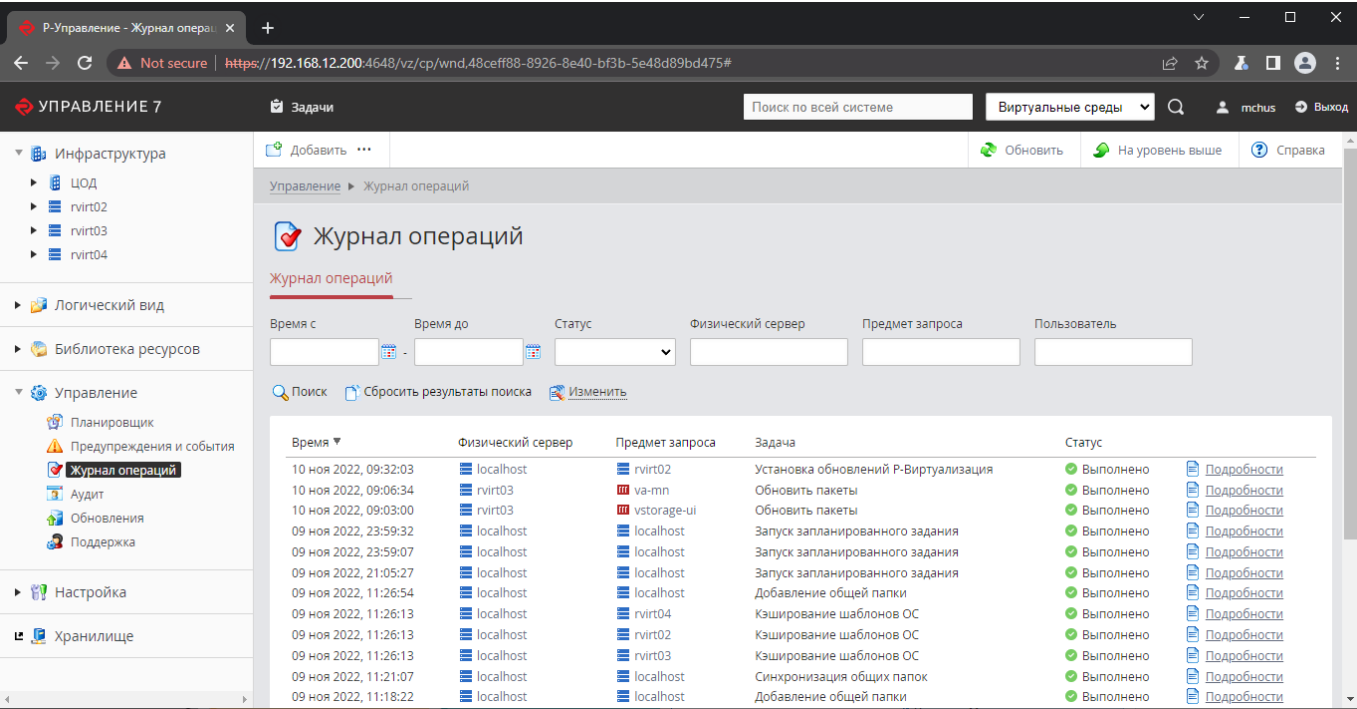 Р-Управление - Журнал операц
Not secure | https://192.168.12.200:4648/vz/cp/wnd,48ceff88-8926-8e40-bf3b-5e48d89bd475#
УПРАВЛЕНИЕ 7
Задачи
Поиск по всей системе
Виртуальные среды
mchus
Выход
Инфраструктура
ЦОД
rvirt02
rvirt03
rvirt04
Логический вид
Библиотека ресурсов
Управление
Планировщик
Предупреждения и события
Журнал операций
Аудит
Обновления
Поддержка
Настройка
Хранилище
Добавить ...
Обновить
На уровень выше
Справка
Управление ▶ Журнал операций
Журнал операций
Журнал операций
Время с Время до Статус Физический сервер Предмет запроса Пользователь
Поиск Сбросить результаты поиска Изменить
Время ▼ Физический сервер Предмет запроса Задача Статус
10 ноя 2022, 09:32:03 localhost rvirt02 Установка обновлений Р-Виртуализация Выполнено Подробности
10 ноя 2022, 09:06:34 rvirt03 va-mn Обновить пакеты Выполнено Подробности
10 ноя 2022, 09:03:00 rvirt03 vstorage-ui Обновить пакеты Выполнено Подробности
09 ноя 2022, 23:59:32 localhost localhost Запуск запланированного задания Выполнено Подробности
09 ноя 2022, 23:59:07 localhost localhost Запуск запланированного задания Выполнено Подробности
09 ноя 2022, 21:05:27 localhost localhost Запуск запланированного задания Выполнено Подробности
09 ноя 2022, 11:26:54 localhost localhost Добавление общей папки Выполнено Подробности
09 ноя 2022, 11:26:13 localhost rvirt04 Кэширование шаблонов ОС Выполнено Подробности
09 ноя 2022, 11:26:13 localhost rvirt02 Кэширование шаблонов ОС Выполнено Подробности
09 ноя 2022, 11:26:13 localhost rvirt03 Кэширование шаблонов ОС Выполнено Подробности
09 ноя 2022, 11:21:07 localhost localhost Синхронизация общих папок Выполнено Подробности
09 ноя 2022, 11:18:22 localhost localhost Добавление общей папки Выполнено Подробности